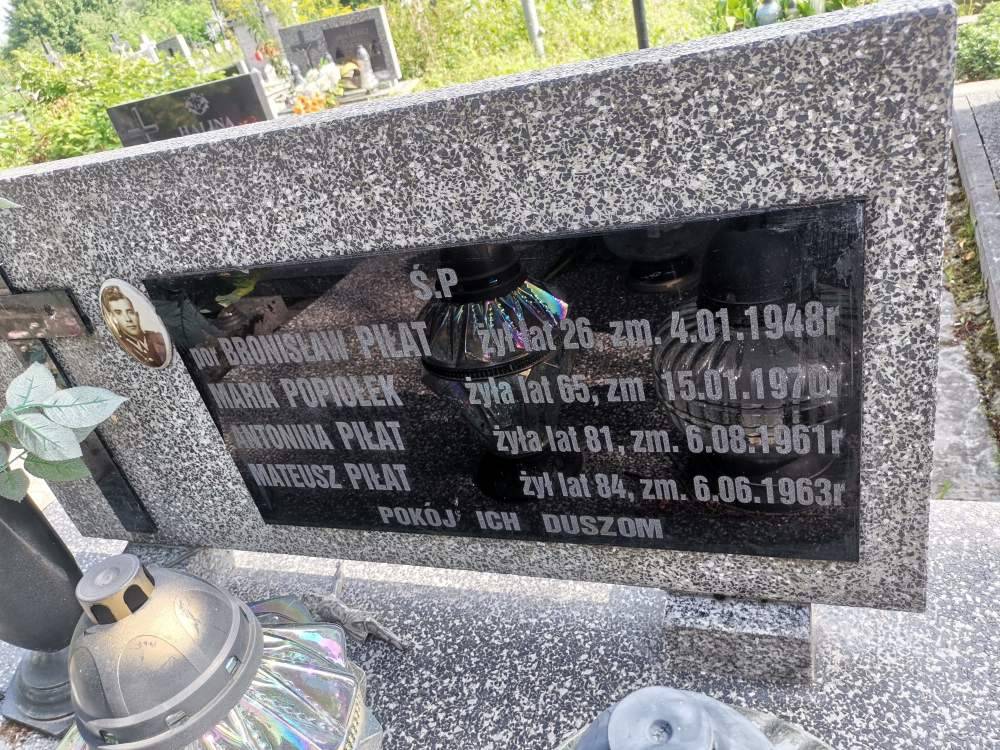 HALINA
Ś.P
por BRONISŁAW PIŁAT żył lat 26, zm. 4.01.1948r
MARIA POPIOŁEK żyła lat 65, zm 15.01.1970r
ANTONINA PIŁAT żyła lat 81, zm. 6.08.1961r
MATEUSZ PIŁAT żył lat 84, zm. 6.06.1963r
POKÓJ ICH DUSZOM